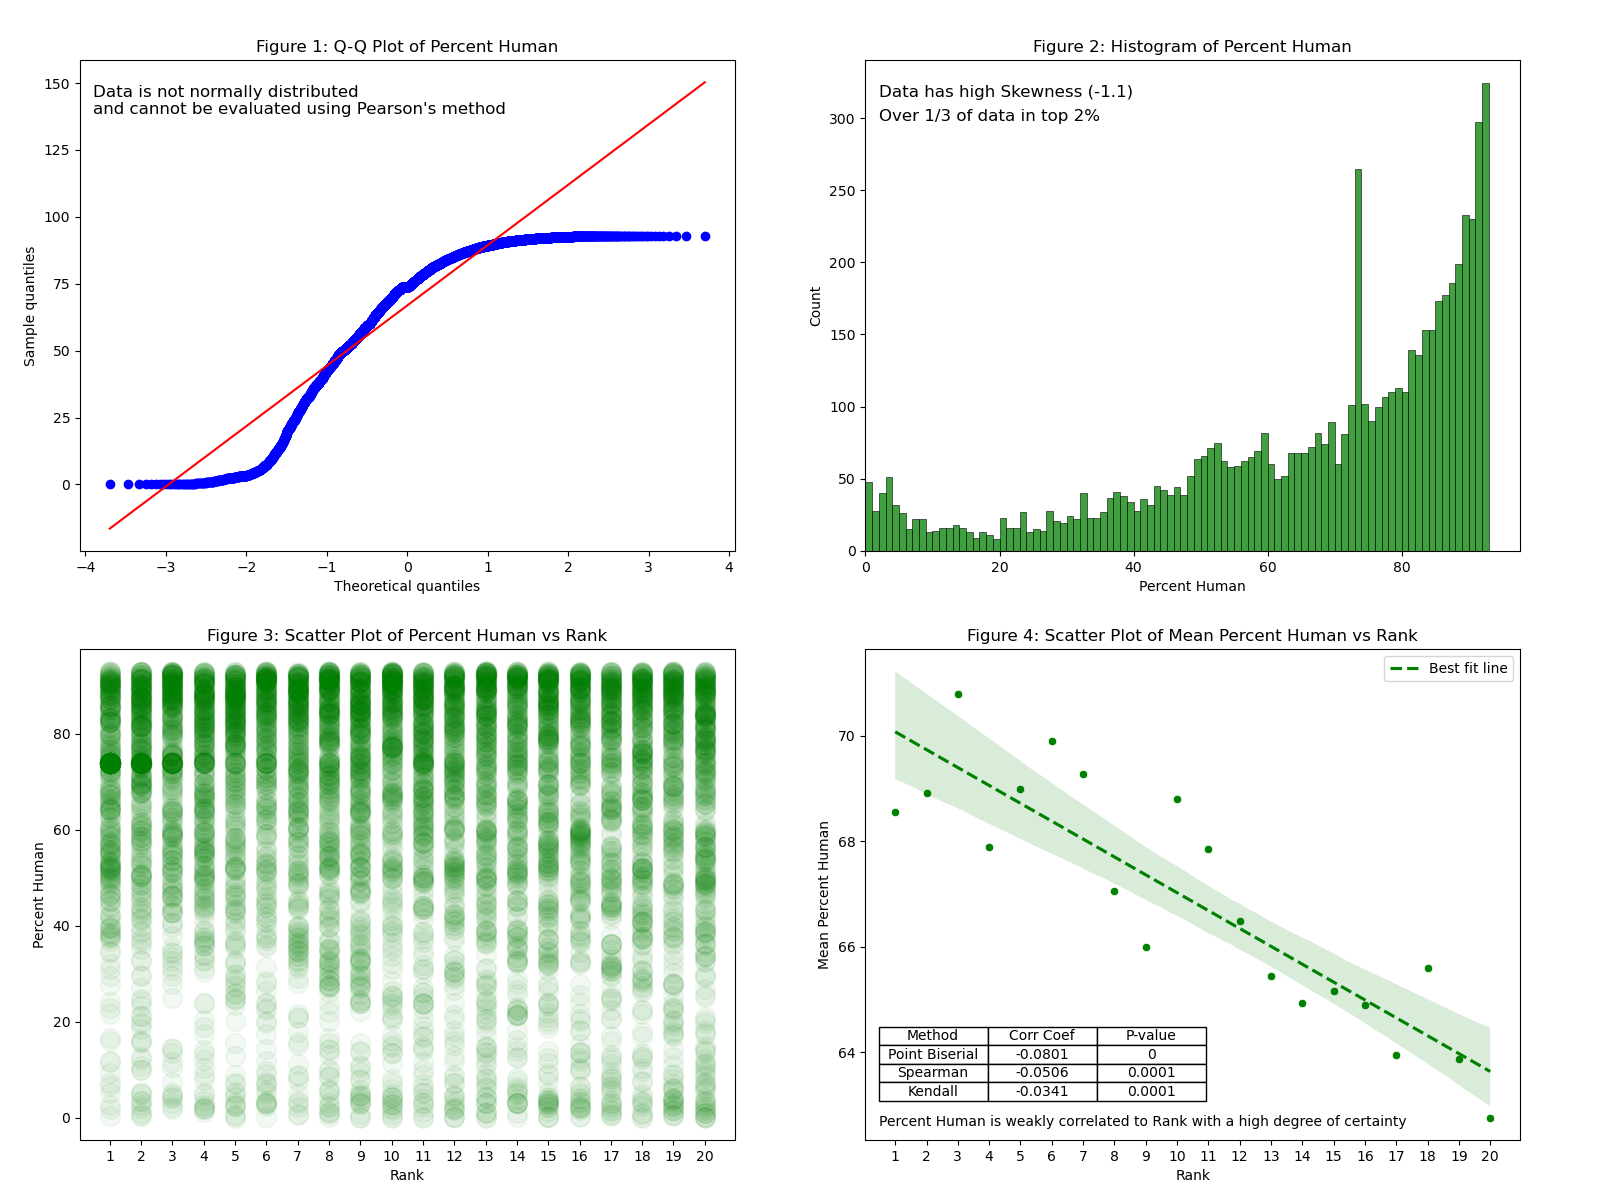 Figure 1: Q-Q Plot of Percent Human
Data is not normally distributed
and cannot be evaluated using Pearson's method
150
125
100
75
50
25
0
Sample quantiles
−4 −3 −2 −1 0 1 2 3 4
Theoretical quantiles
Figure 2: Histogram of Percent Human
Data has high Skewness (-1.1)
Over 1/3 of data in top 2%
300
250
200
150
100
50
0
Count
0 20 40 60 80
Percent Human
Figure 3: Scatter Plot of Percent Human vs Rank
80
60
40
20
0
Percent Human
1 2 3 4 5 6 7 8 9 10 11 12 13 14 15 16 17 18 19 20
Rank
Figure 4: Scatter Plot of Mean Percent Human vs Rank
Best fit line
70
68
66
64
Mean Percent Human
Method Corr Coef P-value
Point Biserial -0.0801 0
Spearman -0.0506 0.0001
Kendall -0.0341 0.0001
Percent Human is weakly correlated to Rank with a high degree of certainty
1 2 3 4 5 6 7 8 9 10 11 12 13 14 15 16 17 18 19 20
Rank